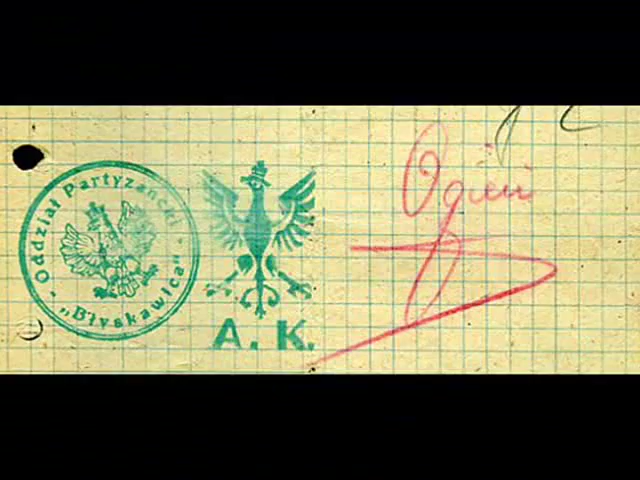 - Oddział Partyzancki -
„Błyskawica"
A. K.
Ogień